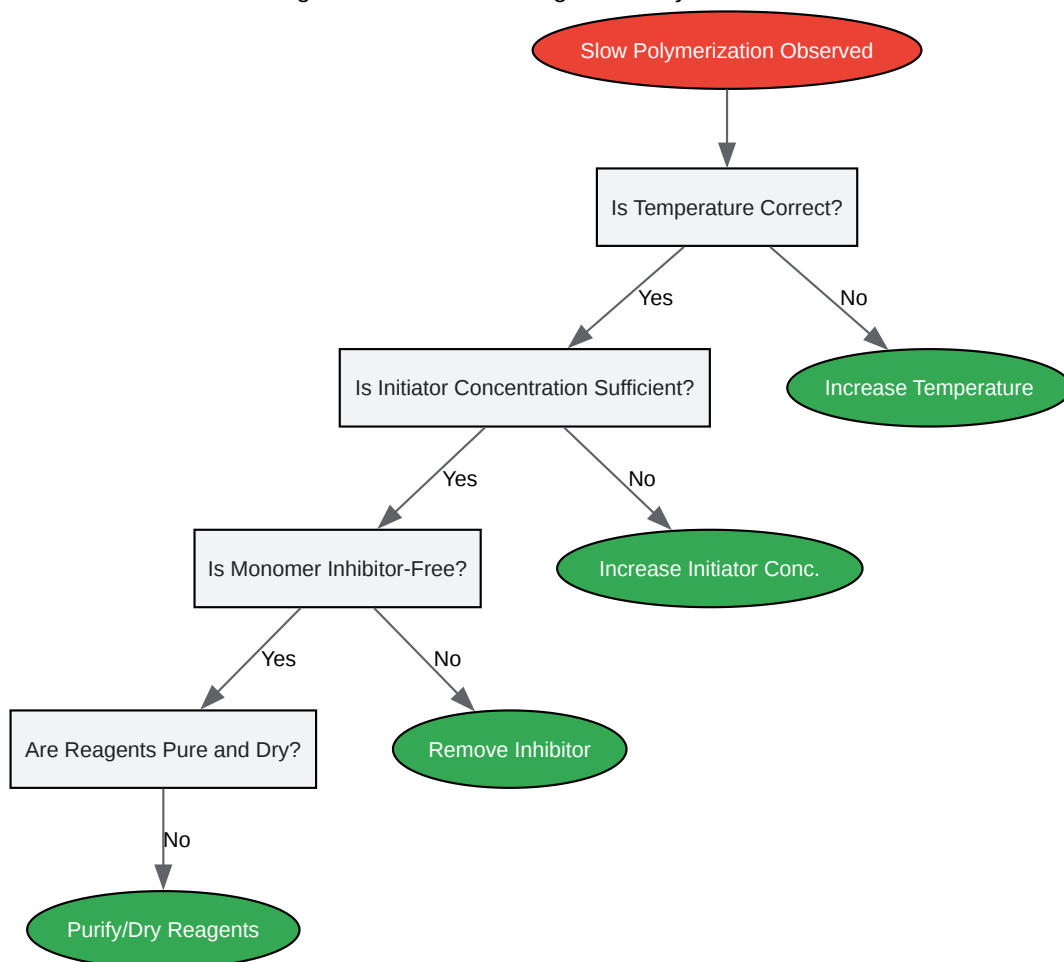 Slow Polymerization Observed
Is Temperature Correct?
Yes
No
Is Initiator Concentration Sufficient?
Increase Temperature
Yes
No
Is Monomer Inhibitor-Free?
Increase Initiator Conc.
Yes
No
Are Reagents Pure and Dry?
Remove Inhibitor
No
Purify/Dry Reagents